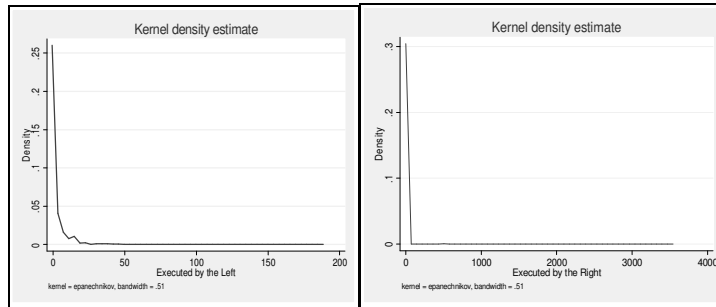 Kernel density estimate
.25
.2
.15
.1
.05
0
Density
0 50 100 150 200
Executed by the Left
kernel = epanechnikov, bandwidth = .51
Kernel density estimate
.3
.2
.1
0
Density
0 1000 2000 3000 4000
Executed by the Right
kernel = epanechnikov, bandwidth = .51